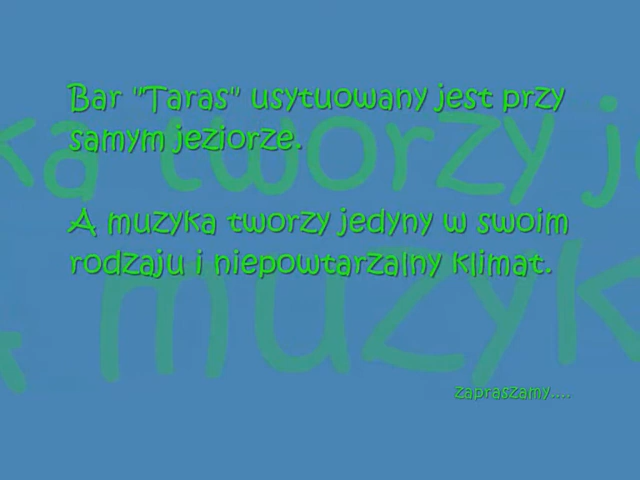 Bar "Taras" usytuowany jest przy
samym jeziorze.
A muzyka tworzy jedyny w swoim
rodzaju i niepowtarzalny klimat.
zapraszamy....